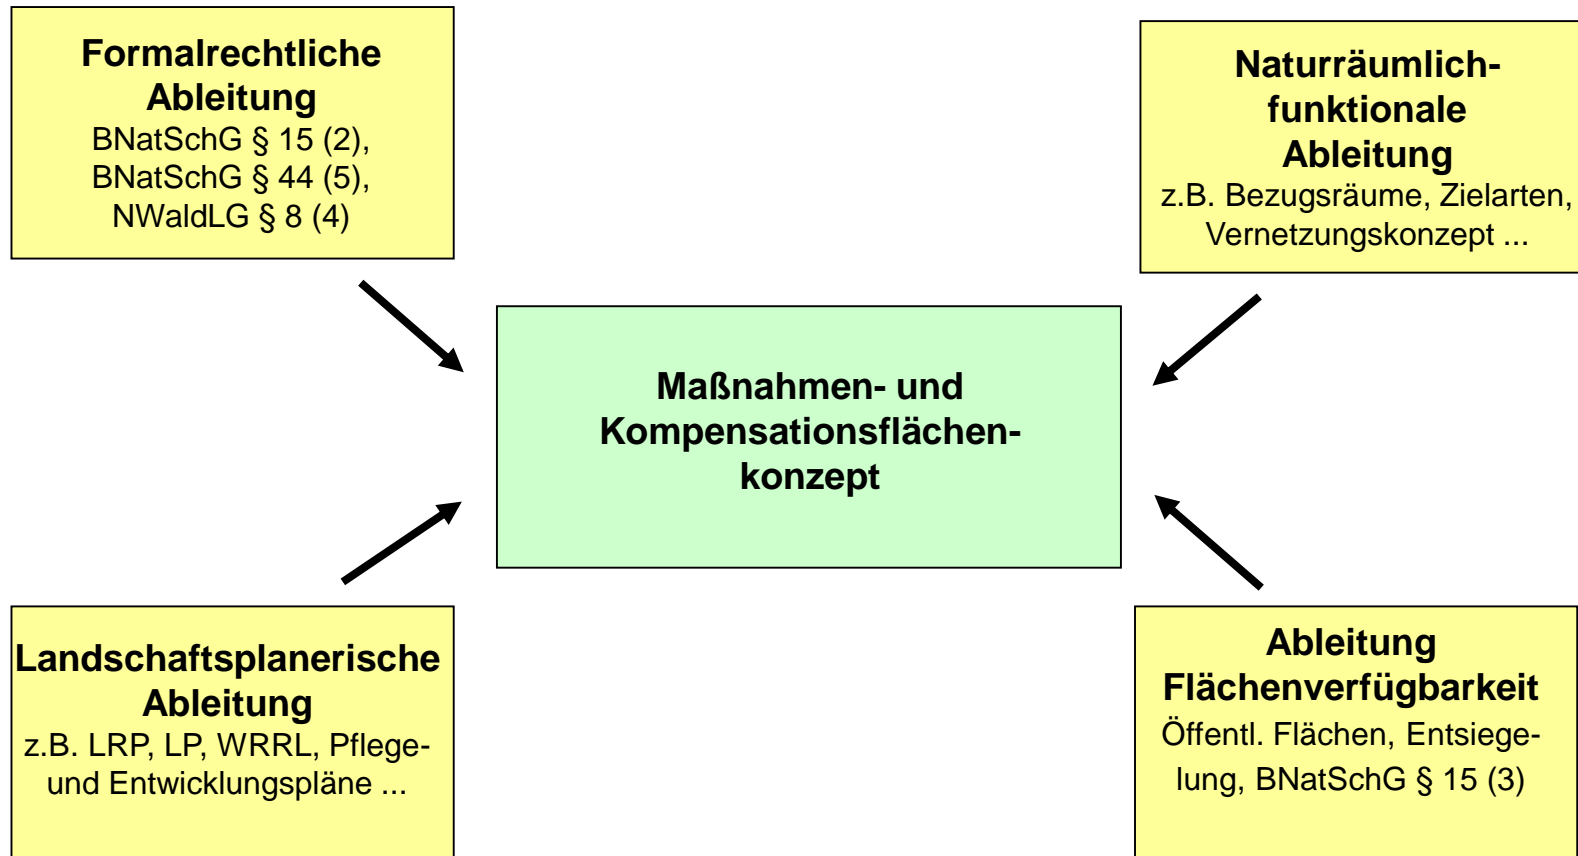 Formalrechtliche
Ableitung
BNatSchG § 15 (2),
BNatSchG § 44 (5),
NWaldLG § 8 (4)
Naturräumlich-
funktionale
Ableitung
z.B. Bezugsräume, Zielarten,
Vernetzungskonzept ...
Maßnahmen- und
Kompensationsflächen-
konzept
Landschaftsplanerische
Ableitung
z.B. LRP, LP, WRRL, Pflege-
und Entwicklungspläne ...
Ableitung
Flächenverfügbarkeit
Öffentl. Flächen, Entsiege-
lung, BNatSchG § 15 (3)